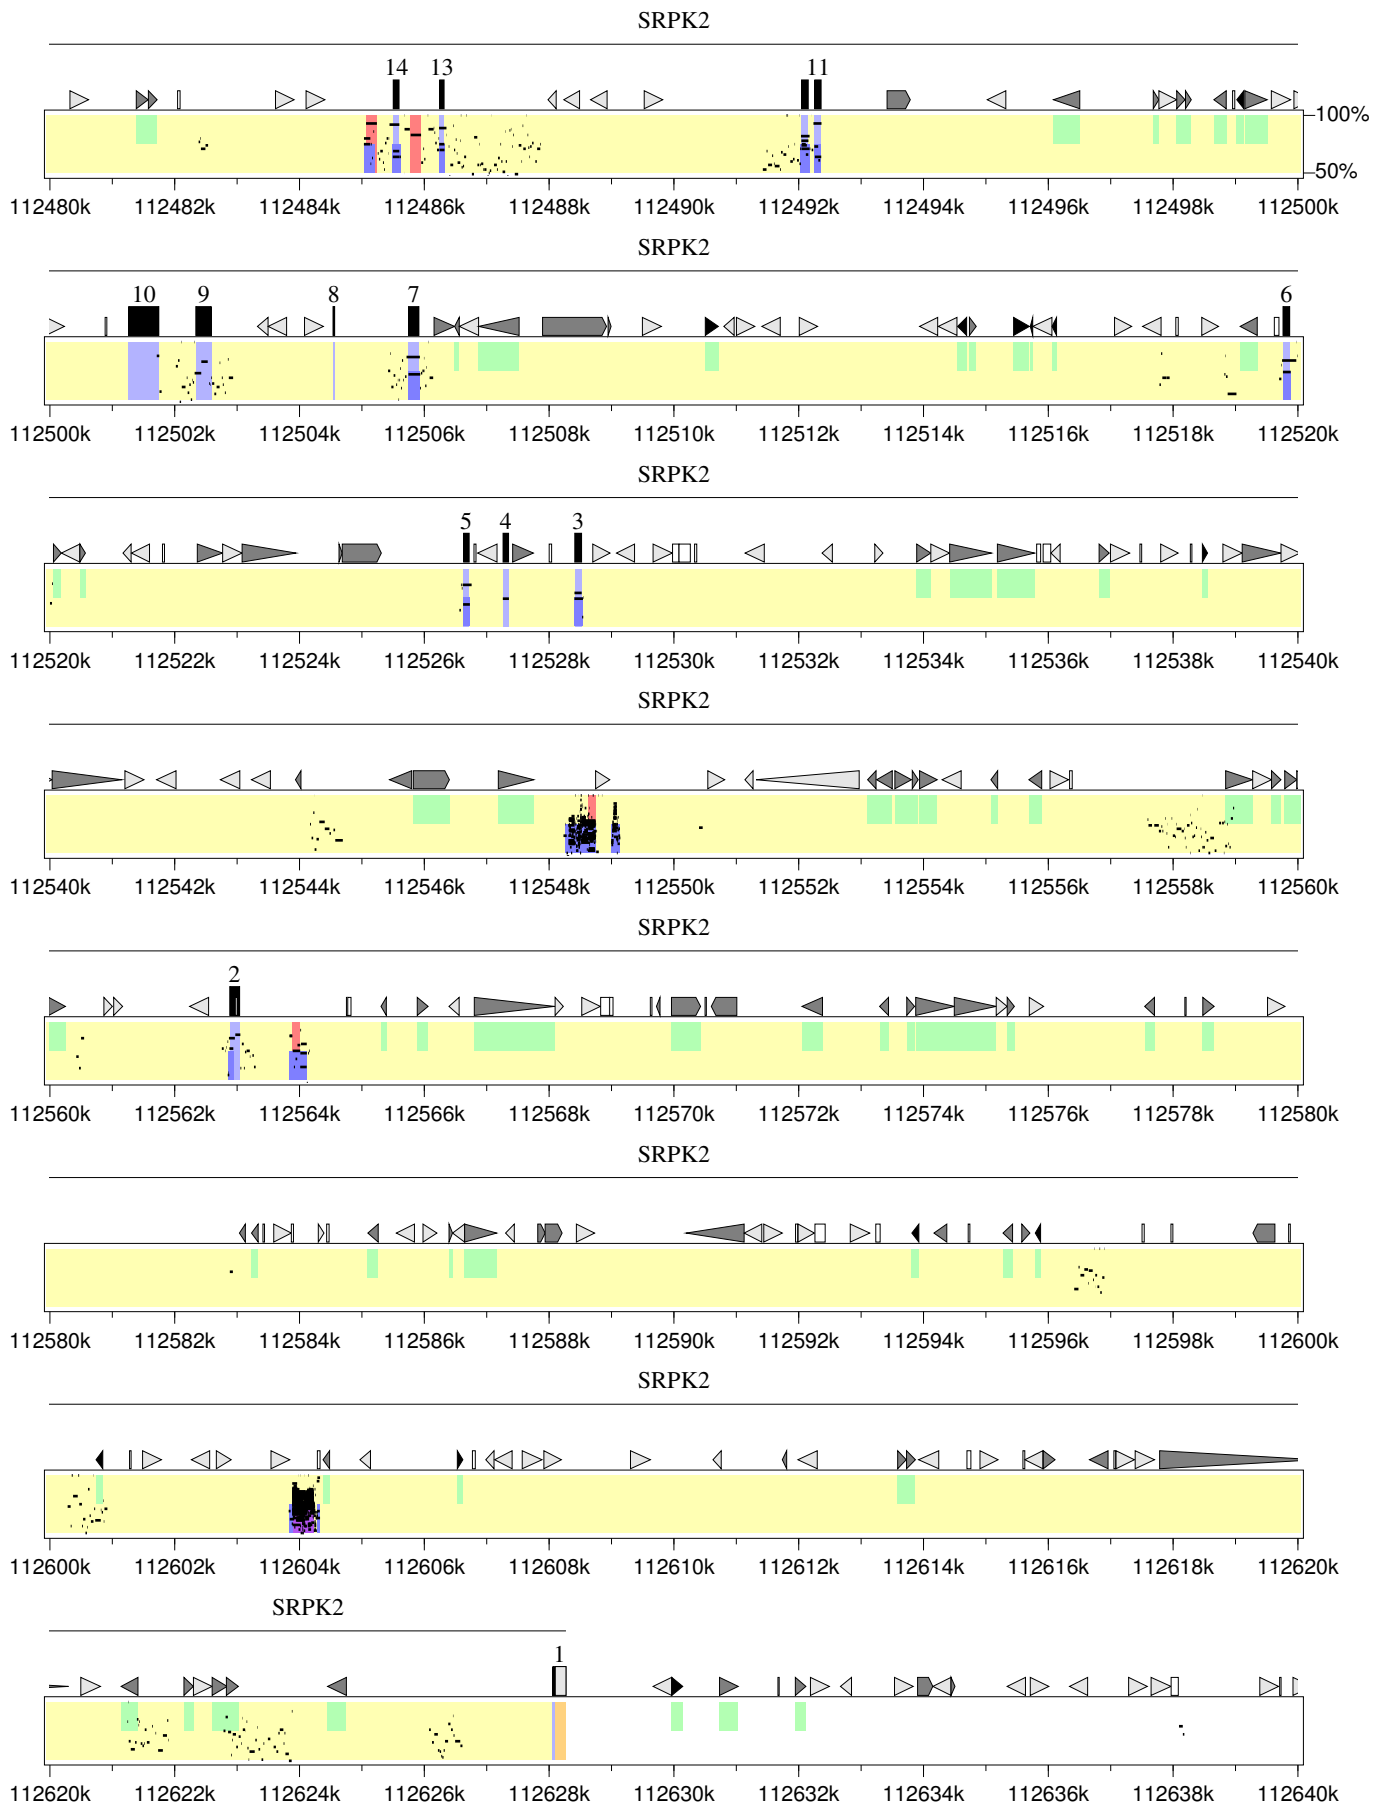 SRPK2
14 13 11
100%
50%
112480k 112482k 112484k 112486k 112488k 112490k 112492k 112494k 112496k 112498k 112500k
SRPK2
10 9 8 7 6
112500k 112502k 112504k 112506k 112508k 112510k 112512k 112514k 112516k 112518k 112520k
SRPK2
5 4 3
112520k 112522k 112524k 112526k 112528k 112530k 112532k 112534k 112536k 112538k 112540k
SRPK2
112540k 112542k 112544k 112546k 112548k 112550k 112552k 112554k 112556k 112558k 112560k
SRPK2
2
112560k 112562k 112564k 112566k 112568k 112570k 112572k 112574k 112576k 112578k 112580k
SRPK2
112580k 112582k 112584k 112586k 112588k 112590k 112592k 112594k 112596k 112598k 112600k
SRPK2
112600k 112602k 112604k 112606k 112608k 112610k 112612k 112614k 112616k 112618k 112620k
SRPK2
1
112620k 112622k 112624k 112626k 112628k 112630k 112632k 112634k 112636k 112638k 112640k